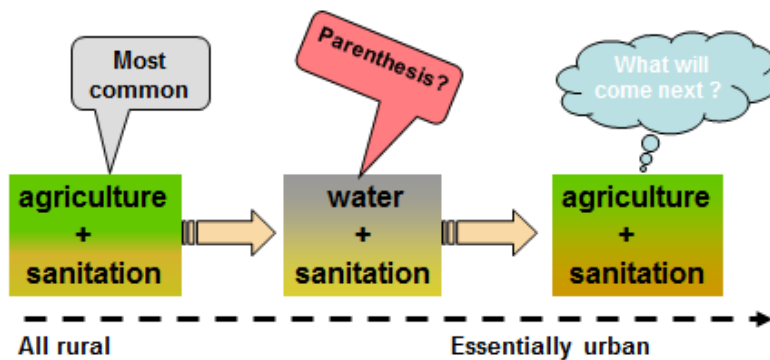 Most
common
Parenthesis?
What will
come next ?
agriculture
+
sanitation
water
+
sanitation
agriculture
+
sanitation
All rural
Essentially urban